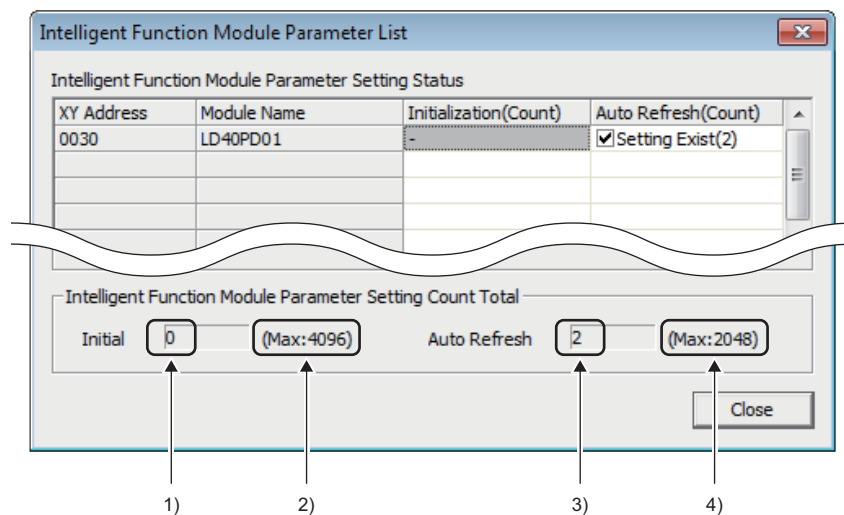 Intelligent Function Module Parameter List
Intelligent Function Module Parameter Setting Status
XY Address Module Name Initialization(Count) Auto Refresh(Count)
0030 LD40PD01 - Setting Exist(2)
Intelligent Function Module Parameter Setting Count Total
Initial 0 (Max:4096) Auto Refresh 2 (Max:2048)
Close
1) 2) 3) 4)